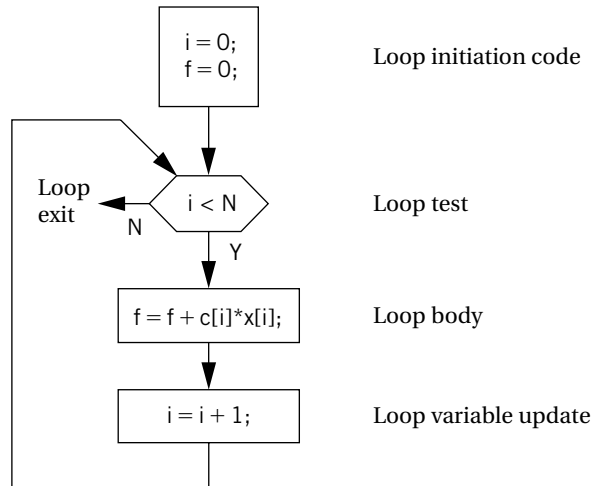 i = 0;
f = 0;
Loop initiation code
Loop
exit
N
i < N
Loop test
Y
f = f + c[i]*x[i];
Loop body
i = i + 1;
Loop variable update